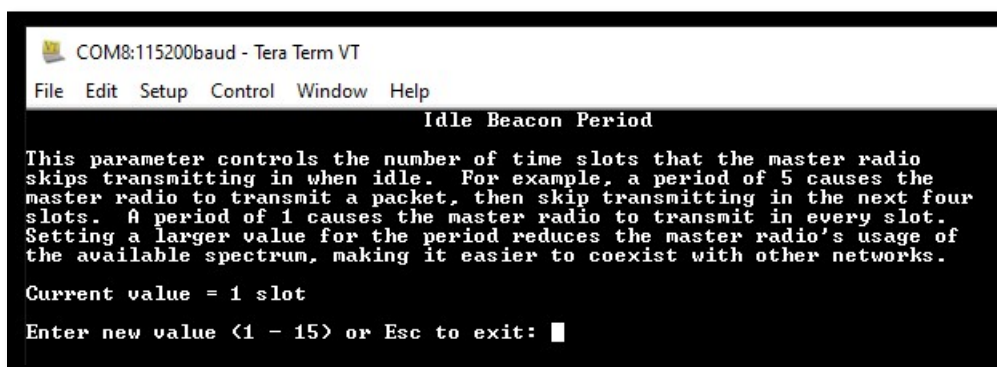 COM8:115200baud - Tera Term VT
File Edit Setup Control Window Help
Idle Beacon Period
This parameter controls the number of time slots that the master radio
skips transmitting in when idle. For example, a period of 5 causes the
master radio to transmit a packet, then skip transmitting in the next four
slots. A period of 1 causes the master radio to transmit in every slot.
Setting a larger value for the period reduces the master radio's usage of
the available spectrum, making it easier to coexist with other networks.
Current value = 1 slot
Enter new value (1 - 15) or Esc to exit: